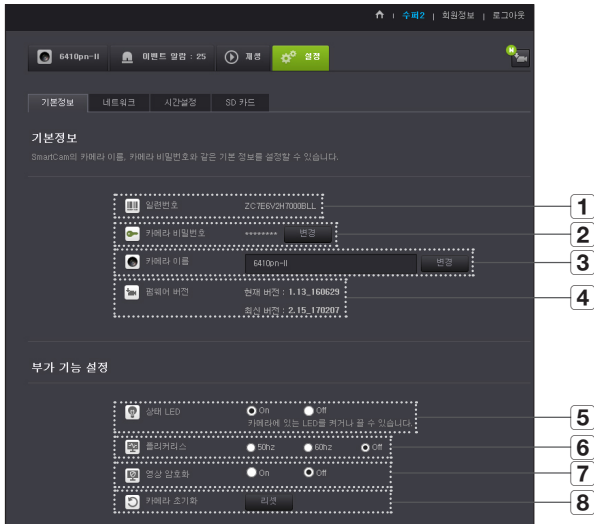 수퍼2 | 회원정보 | 로그아웃
6410pn-II 이벤트 알람 : 25 재생 설정
M
기본정보 네트워크 시간설정 SD 카드
기본정보
SmartCam의 카메라 이름, 카메라 비밀번호와 같은 기본 정보를 설정할 수 있습니다.
일련번호 ZC7E6V2H7000BLL 1
카메라 비밀번호 ******** 변경 2
카메라 이름 6410pn-II 변경 3
펌웨어 버전 현재 버전 : 1.13_160629 4
최신 버전 : 2.15_170207
부가 기능 설정
상태 LED On Off 5
카메라에 있는 LED를 켜거나 끌 수 있습니다.
플리커리스 50hz 60hz Off 6
영상 암호화 On Off 7
카메라 초기화 리셋 8